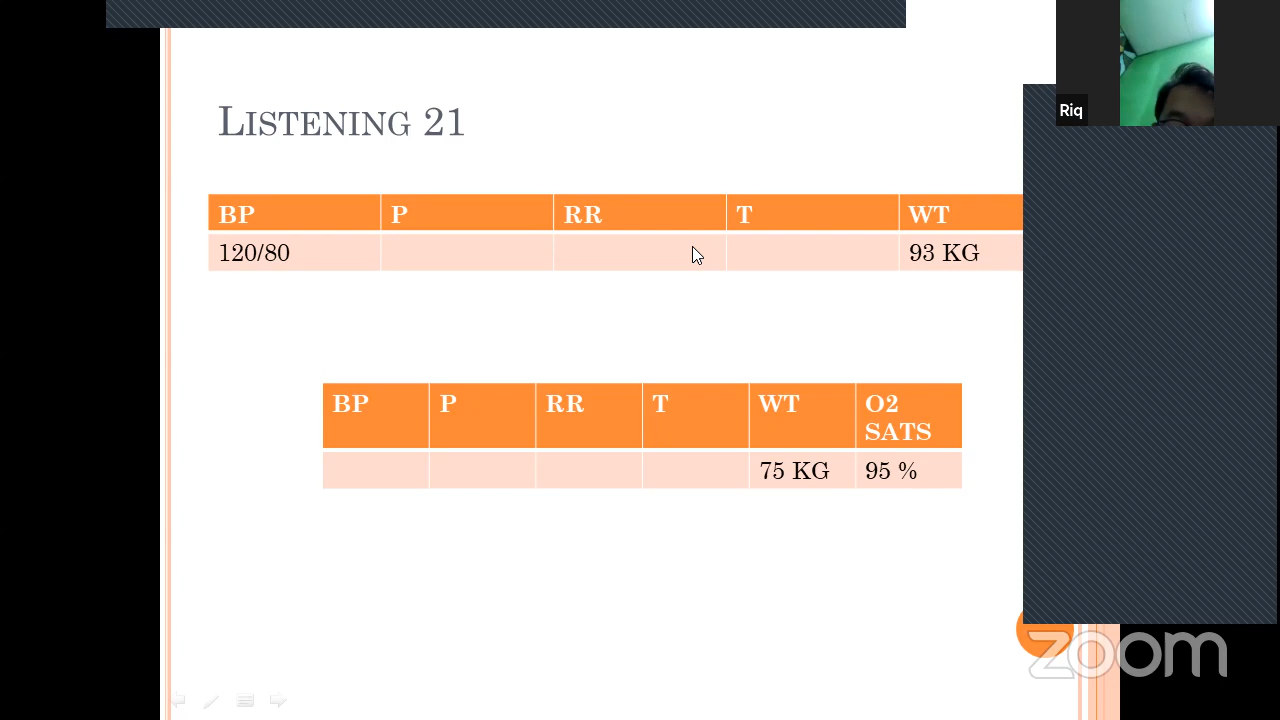 Riq
LISTENING 21
BP P RR T WT
120/80 93 KG
BP P RR T WT O2 SATS
75 KG 95 %
zoom